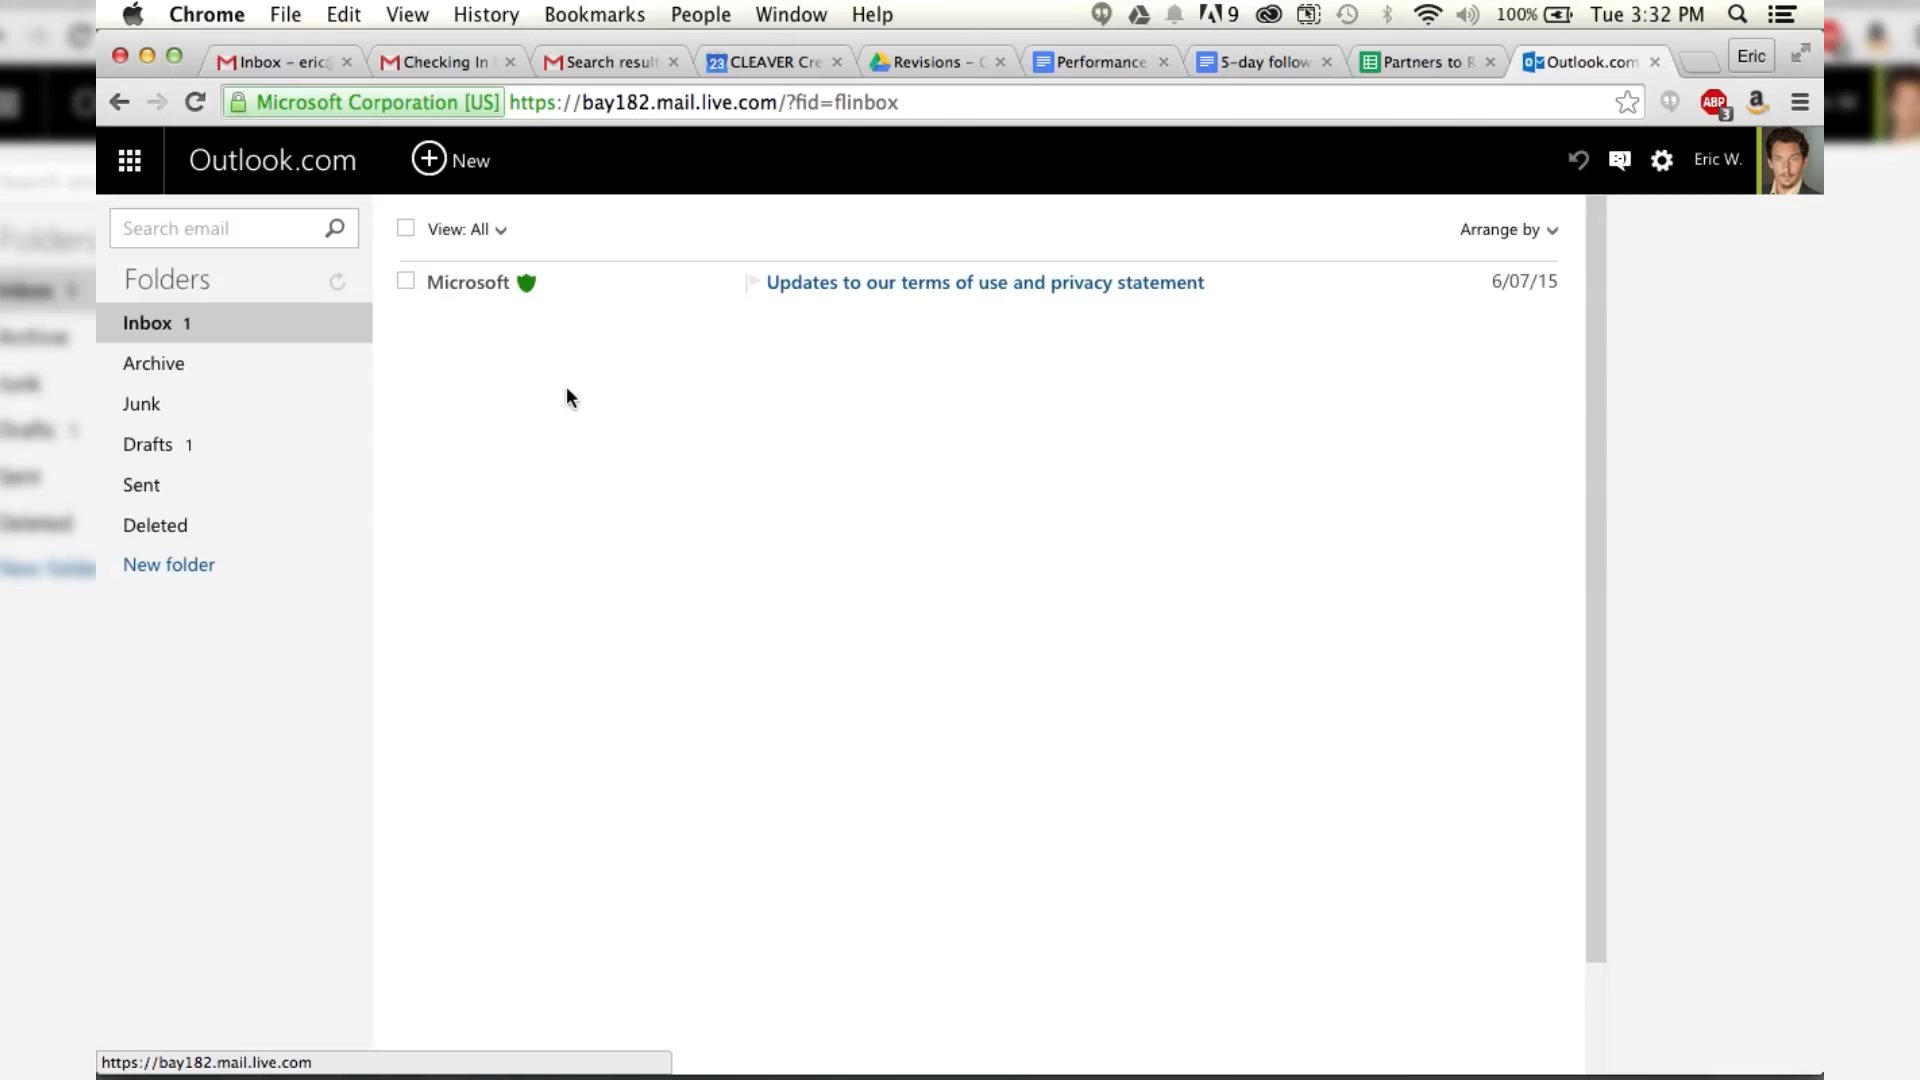 Chrome File Edit View History Bookmarks People Window Help 9 100% Tue 3:32 PM
Inbox – eric@ Checking In Search result 23 CLEAVER Cre Revisions – C Performance 5-day follow Partners to R Outlook.com Eric
Microsoft Corporation [US] https://bay182.mail.live.com/?fid=flinbox ABP 3 a
Outlook.com New Eric W.
Search email View: All Arrange by
Folders
Microsoft Updates to our terms of use and privacy statement 6/07/15
Inbox 1
Archive
Junk
Drafts 1
Sent
Deleted
New folder
https://bay182.mail.live.com